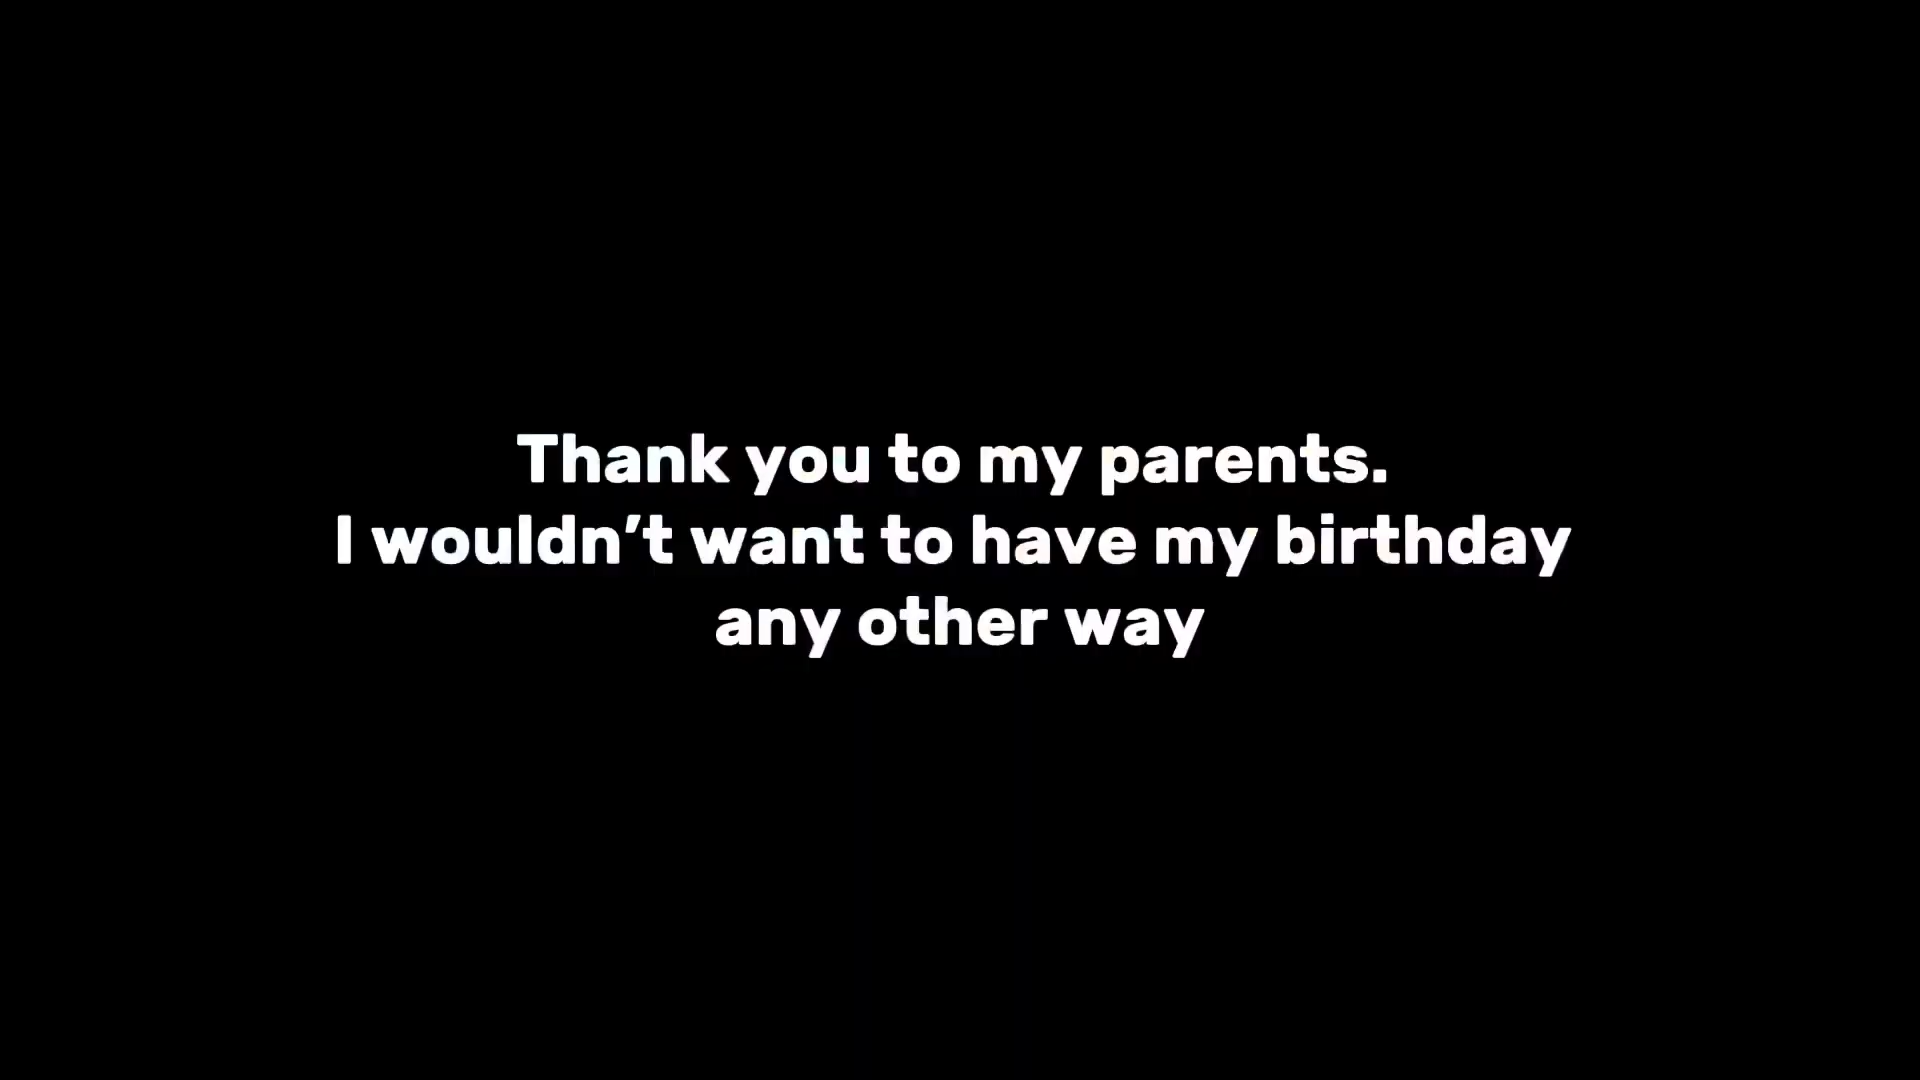 Thank you to my parents.
I wouldn’t want to have my birthday
any other way